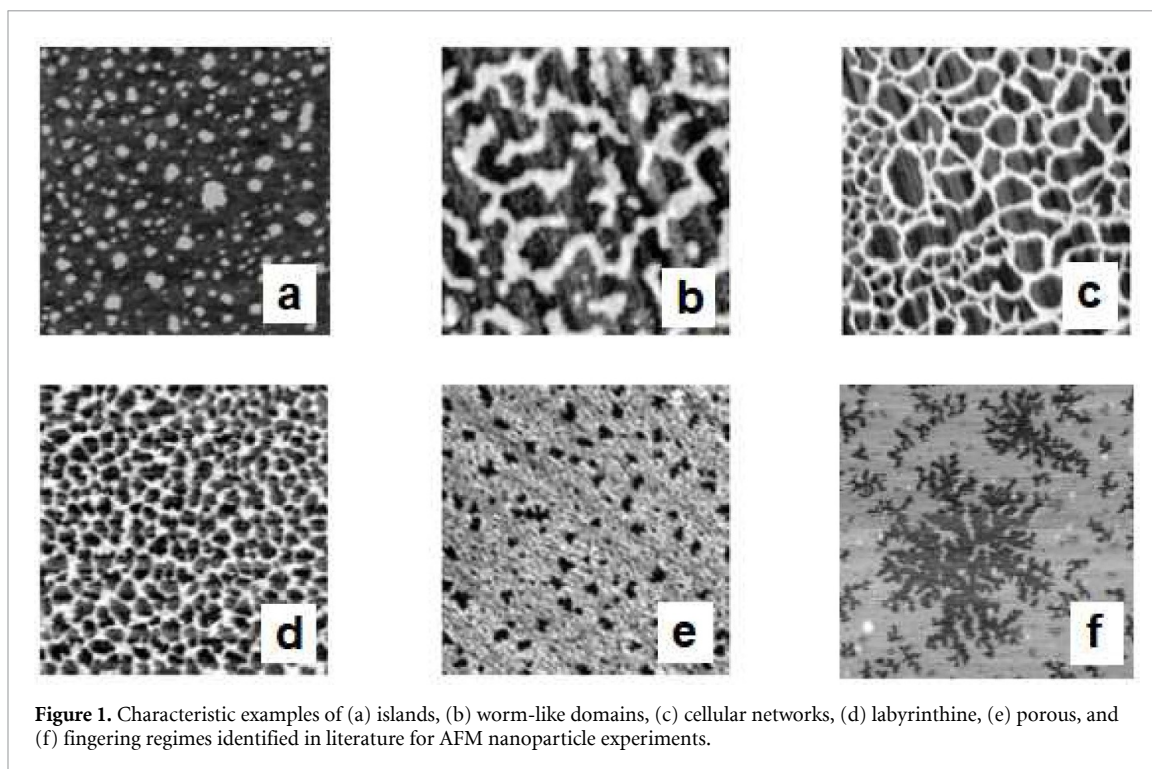 a
b
c
d
e
f
Figure 1. Characteristic examples of (a) islands, (b) worm-like domains, (c) cellular networks, (d) labyrinthine, (e) porous, and
(f) fingering regimes identified in literature for AFM nanoparticle experiments.